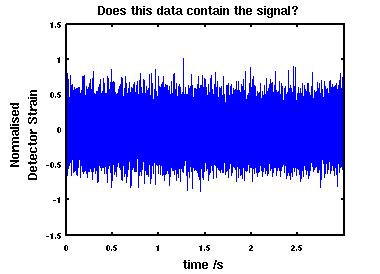 Does this data contain the signal?
1.5
1
0.5
0
-0.5
-1
-1.5
Normalised
Detector Strain
0 0.5 1 1.5 2 2.5
time /s